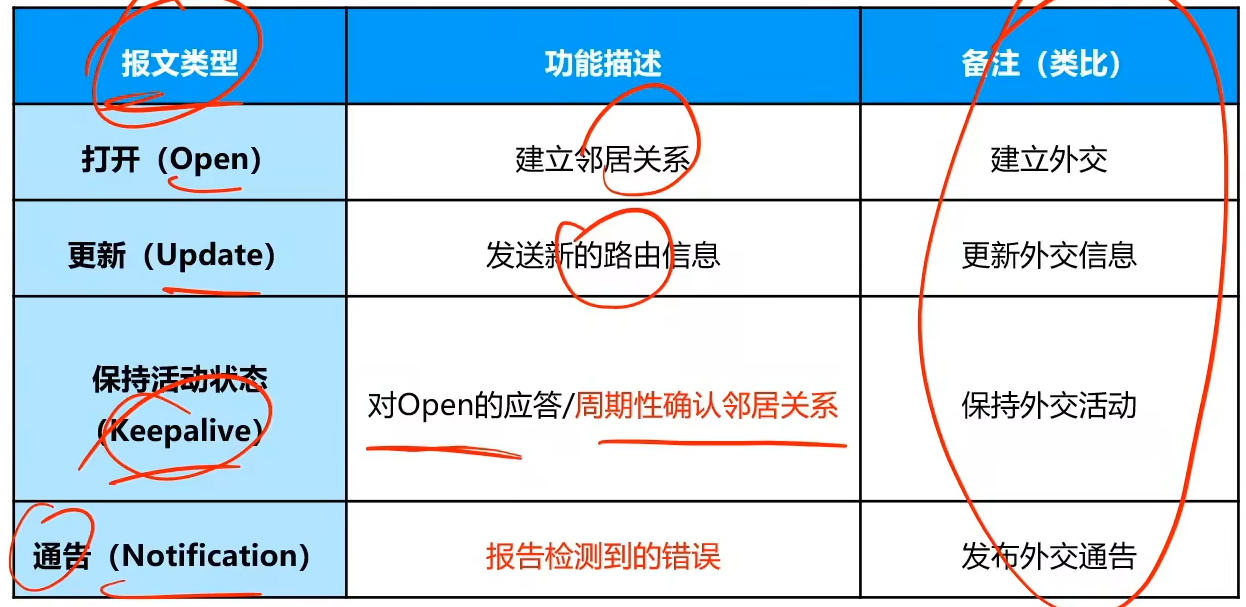 报文类型 功能描述 备注（类比）
打开（Open） 建立邻居关系 建立外交
更新（Update） 发送新的路由信息 更新外交信息
保持活动状态
（Keepalive） 对Open的应答/周期性确认邻居关系 保持外交活动
通告（Notification） 报告检测到的错误 发布外交通告